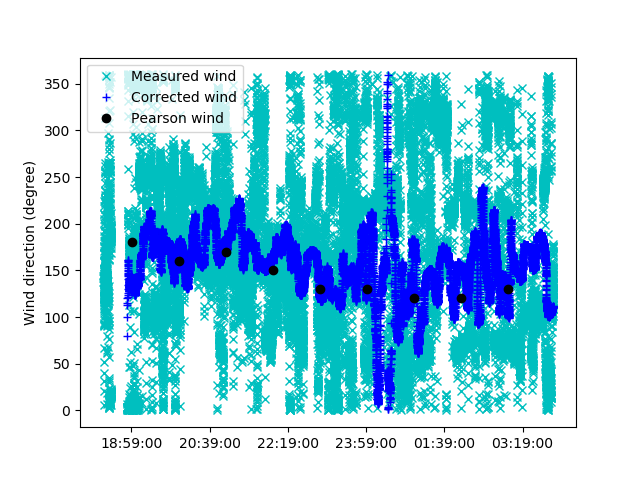 Measured wind
Corrected wind
Pearson wind
Wind direction (degree)
350
300
250
200
150
100
50
0
18:59:00 20:39:00 22:19:00 23:59:00 01:39:00 03:19:00